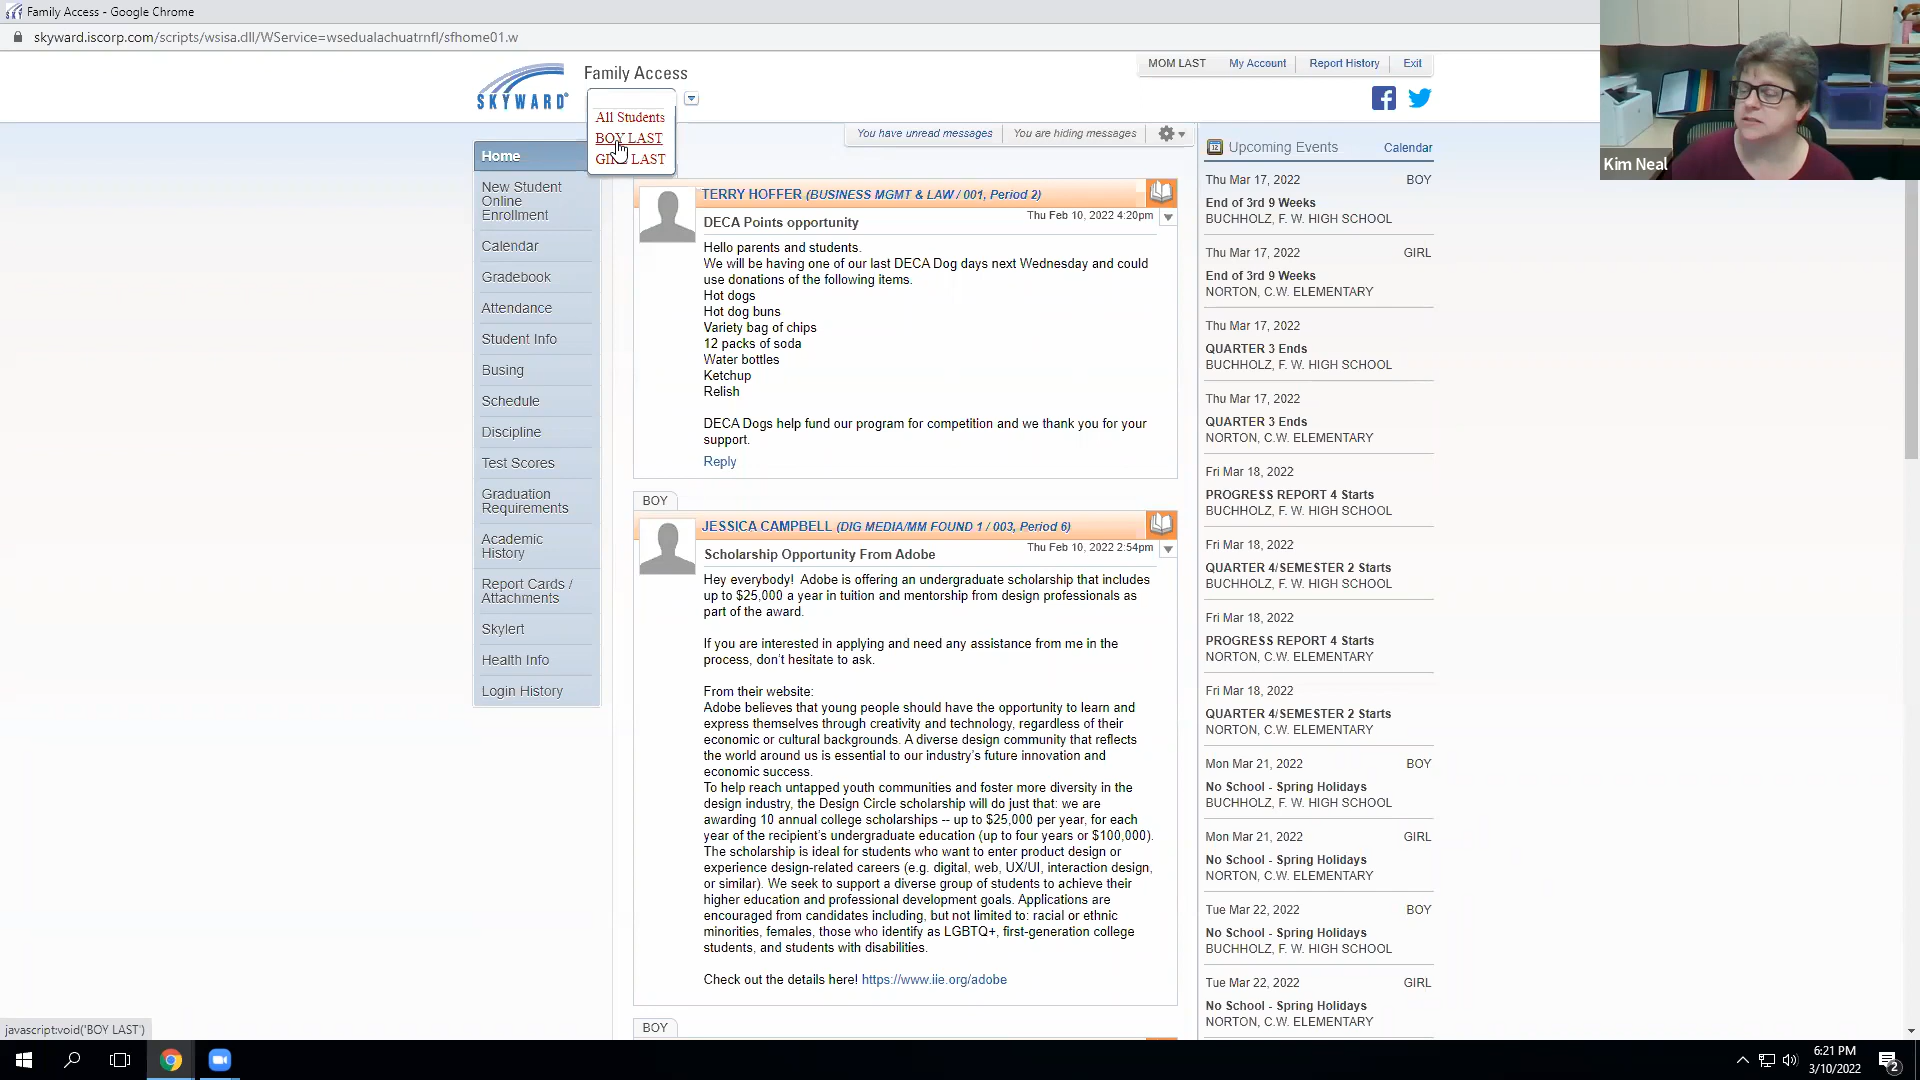 Family Access - Google Chrome
skyward.iscorp.com/scripts/wsisa.dll/WService=wsedualachuatrnfl/sfhome01.w
SKYWARD
Family Access
MOM LAST
My Account
Report History
Exit
All Students
BOY LAST
GIRL LAST
You have unread messages
You are hiding messages
Home
New Student
Online
Enrollment
Calendar
Gradebook
Attendance
Student Info
Busing
Schedule
Discipline
Test Scores
Graduation
Requirements
Academic
History
Report Cards /
Attachments
Skylert
Health Info
Login History
TERRY HOFFER (BUSINESS MGMT & LAW / 001, Period 2)
DECA Points opportunity
Thu Feb 10, 2022 4:20pm
Hello parents and students.
We will be having one of our last DECA Dog days next Wednesday and could
use donations of the following items.
Hot dogs
Hot dog buns
Variety bag of chips
12 packs of soda
Water bottles
Ketchup
Relish
DECA Dogs help fund our program for competition and we thank you for your
support.
Reply
BOY
JESSICA CAMPBELL (DIG MEDIA/MM FOUND 1 / 003, Period 6)
Scholarship Opportunity From Adobe
Thu Feb 10, 2022 2:54pm
Hey everybody! Adobe is offering an undergraduate scholarship that includes
up to $25,000 a year in tuition and mentorship from design professionals as
part of the award.
If you are interested in applying and need any assistance from me in the
process, don't hesitate to ask.
From their website:
Adobe believes that young people should have the opportunity to learn and
express themselves through creativity and technology, regardless of their
economic or cultural backgrounds. A diverse design community that reflects
the world around us is essential to our industry's future innovation and
economic success.
To help reach untapped youth communities and foster more diversity in the
design industry, the Design Circle scholarship will do just that: we are
awarding 10 annual college scholarships -- up to $25,000 per year, for each
year of the recipient's undergraduate education (up to four years or $100,000).
The scholarship is ideal for students who want to enter product design or
experience design-related careers (e.g. digital, web, UX/UI, interaction design,
or similar). We seek to support a diverse group of students to achieve their
higher education and professional development goals. Applications are
encouraged from candidates including, but not limited to: racial or ethnic
minorities, females, those who identify as LGBTQ+, first-generation college
students, and students with disabilities.
Check out the details here! https://www.iie.org/adobe
BOY
12
Upcoming Events
Calendar
Thu Mar 17, 2022 BOY
End of 3rd 9 Weeks
BUCHHOLZ, F. W. HIGH SCHOOL
Thu Mar 17, 2022 GIRL
End of 3rd 9 Weeks
NORTON, C.W. ELEMENTARY
Thu Mar 17, 2022
QUARTER 3 Ends
BUCHHOLZ, F. W. HIGH SCHOOL
Thu Mar 17, 2022
QUARTER 3 Ends
NORTON, C.W. ELEMENTARY
Fri Mar 18, 2022
PROGRESS REPORT 4 Starts
BUCHHOLZ, F. W. HIGH SCHOOL
Fri Mar 18, 2022
QUARTER 4/SEMESTER 2 Starts
BUCHHOLZ, F. W. HIGH SCHOOL
Fri Mar 18, 2022
PROGRESS REPORT 4 Starts
NORTON, C.W. ELEMENTARY
Fri Mar 18, 2022
QUARTER 4/SEMESTER 2 Starts
NORTON, C.W. ELEMENTARY
Mon Mar 21, 2022 BOY
No School - Spring Holidays
BUCHHOLZ, F. W. HIGH SCHOOL
Mon Mar 21, 2022 GIRL
No School - Spring Holidays
NORTON, C.W. ELEMENTARY
Tue Mar 22, 2022 BOY
No School - Spring Holidays
BUCHHOLZ, F. W. HIGH SCHOOL
Tue Mar 22, 2022 GIRL
No School - Spring Holidays
NORTON, C.W. ELEMENTARY
Kim Neal
javascript:void('BOY LAST')
6:21 PM
3/10/2022
2